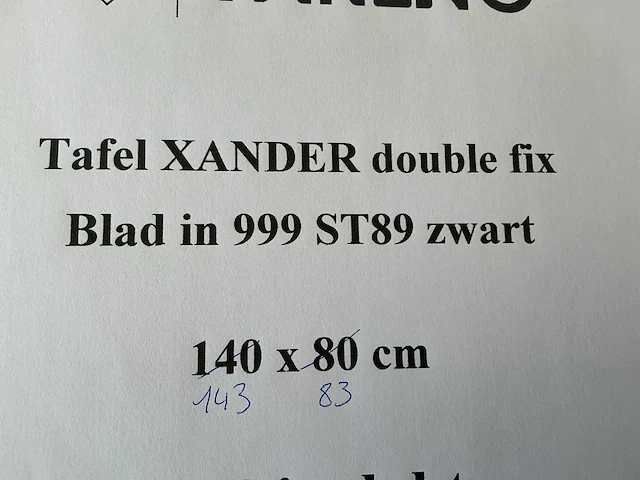 Tafel XANDER double fix
Blad in 999 ST89 zwart
140 x 80 cm
143 83